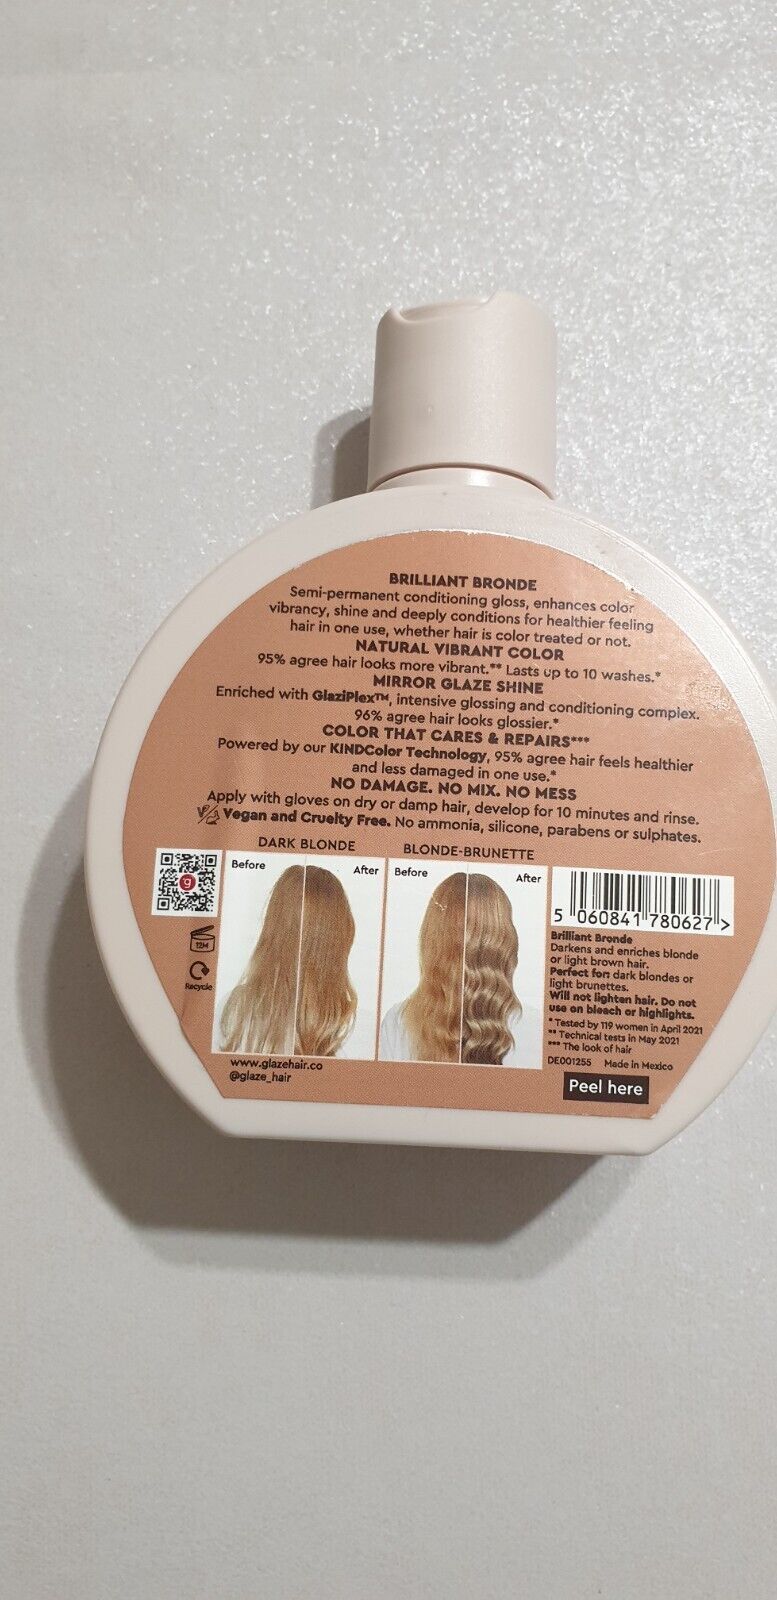 BRILLIANT BRONDE
Semi-permanent conditioning gloss, enhances color
vibrancy, shine and deeply conditions for healthier feeling
hair in one use, whether hair is color treated or not.
NATURAL VIBRANT COLOR
95% agree hair looks more vibrant.** Lasts up to 10 washes.*
MIRROR GLAZE SHINE
Enriched with GlaziPlex™, intensive glossing and conditioning complex.
96% agree hair looks glossier.*
COLOR THAT CARES & REPAIRS***
Powered by our KINDColor Technology, 95% agree hair feels healthier
and less damaged in one use.*
NO DAMAGE. NO MIX. NO MESS
Apply with gloves on dry or damp hair, develop for 10 minutes and rinse.
Vegan and Cruelty Free. No ammonia, silicone, parabens or sulphates.
DARK BLONDE
Before After
BLONDE-BRUNETTE
Before After
g
12M
Recycle
www.glazehair.co
@glaze_hair
5 060841 780627 >
Brilliant Bronde
Darkens and enriches blonde
or light brown hair.
Perfect for: dark blondes or
light brunettes.
Will not lighten hair. Do not
use on bleach or highlights.
* Tested by 119 women in April 2021
** Technical tests in May 2021
*** The look of hair
DE001255 Made in Mexico
Peel here